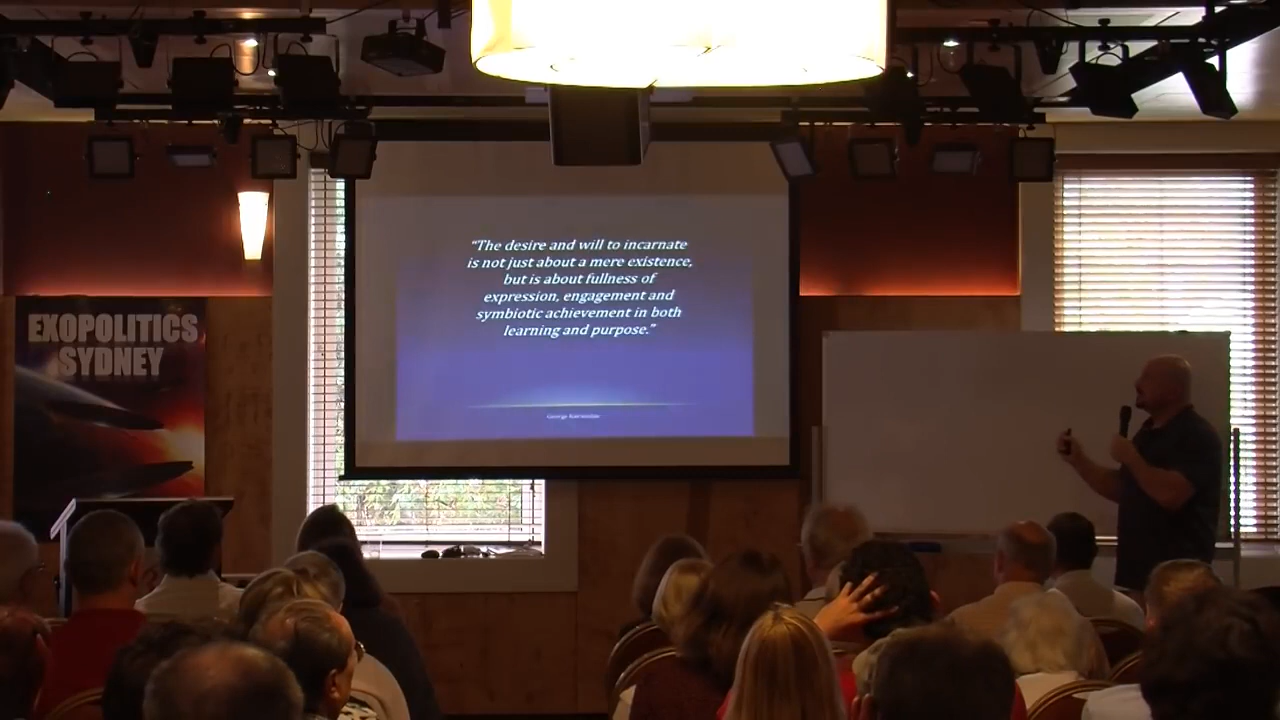 EXOPOLITICS
SYDNEY
"The desire and will to incarnate
is not just about a mere existence,
but is about fullness of
expression, engagement and
symbiotic achievement in both
learning and purpose."
George